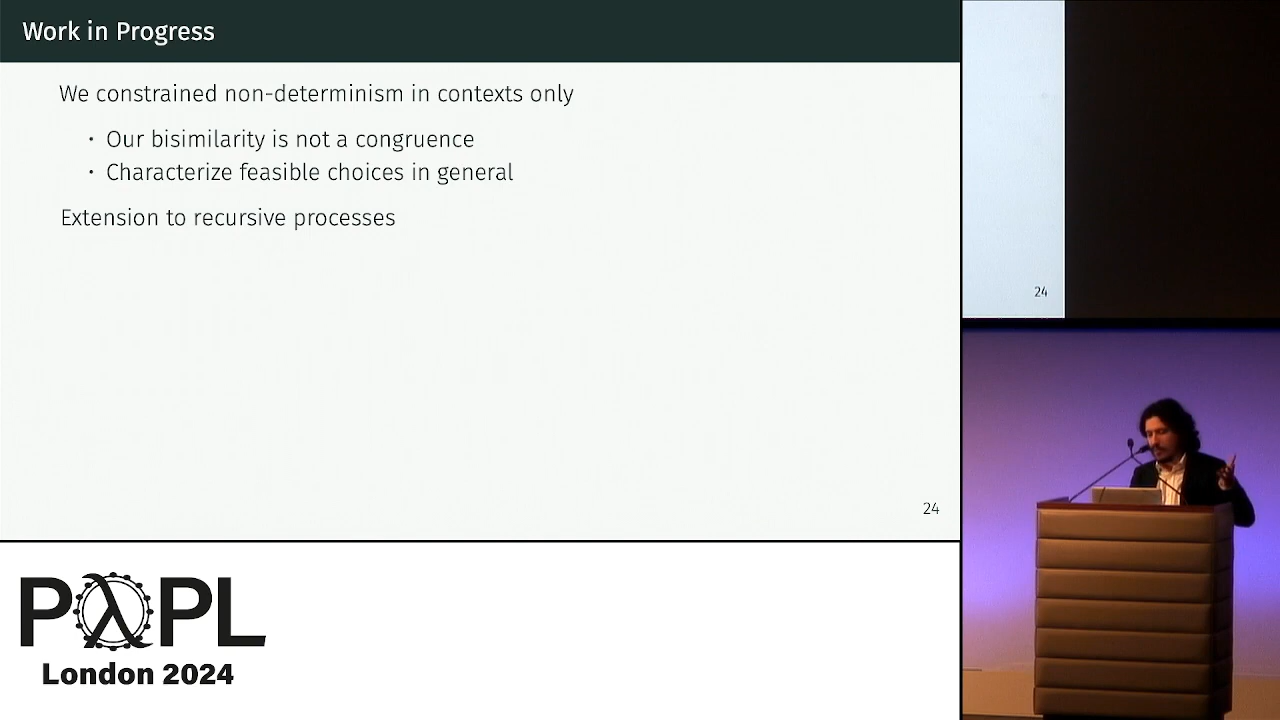 Work in Progress
We constrained non-determinism in contexts only
· Our bisimilarity is not a congruence
· Characterize feasible choices in general
Extension to recursive processes
24
24
PλPL
London 2024